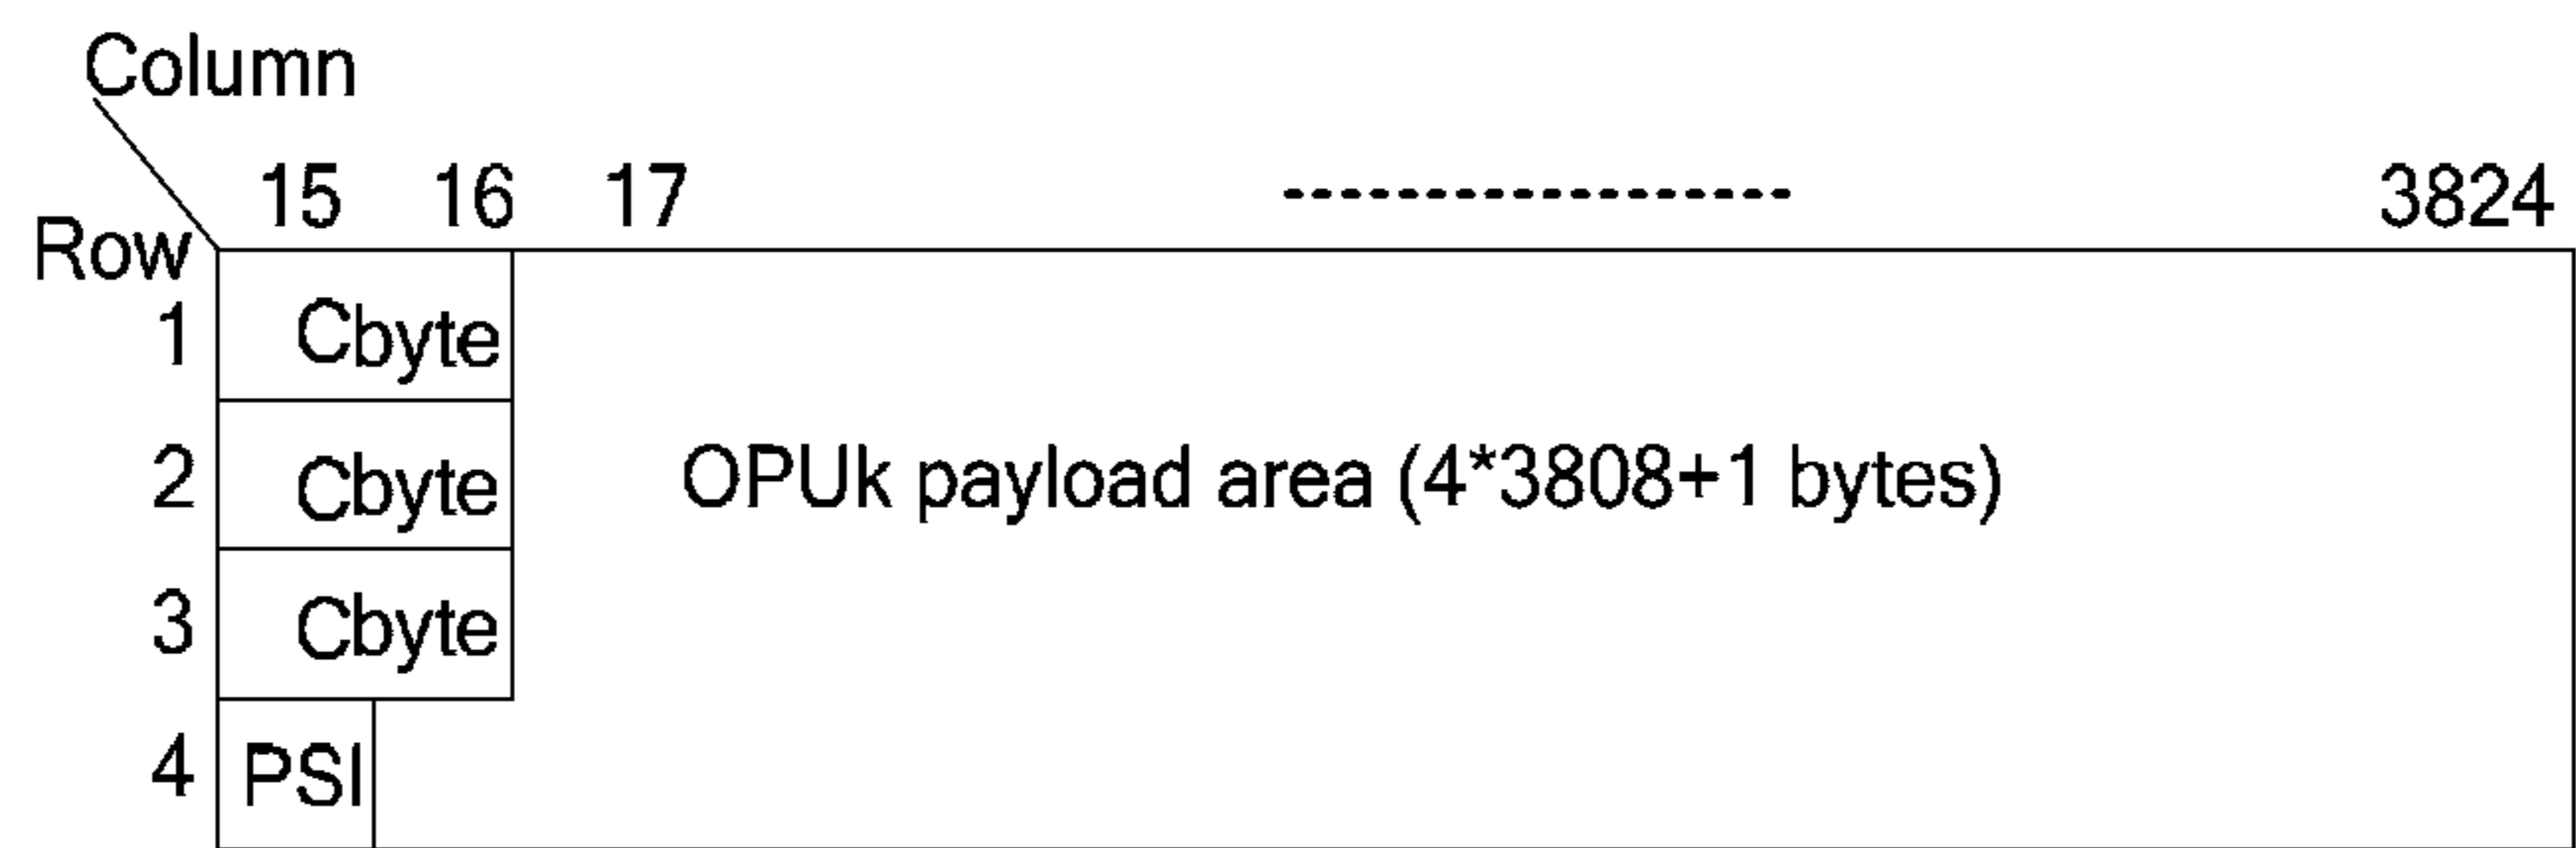 Column
15 16 17 ------------------ 3824
Row
1 Cbyte
2 Cbyte OPUk payload area (4*3808+1 bytes)
3 Cbyte
4 PSI